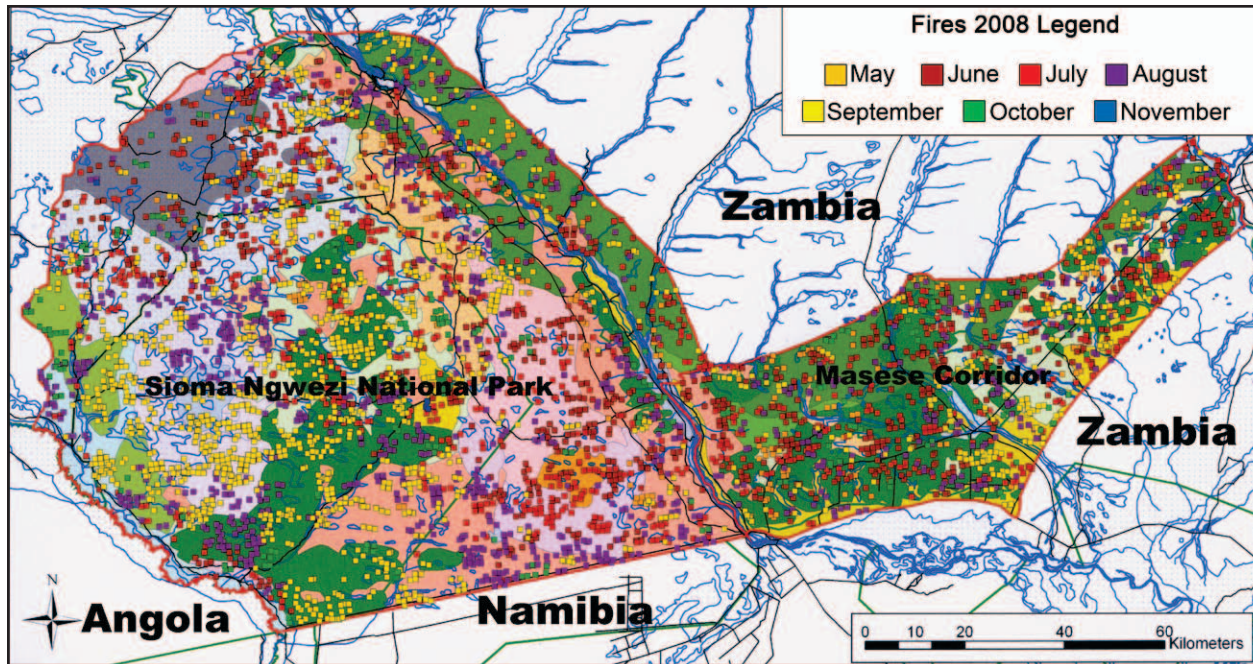 Fires 2008 Legend
May June July August
September October November
Zambia
Sioma Ngwezi National Park
Masese Corridor
Zambia
N
Angola
Namibia
0 10 20 40 60
Kilometers